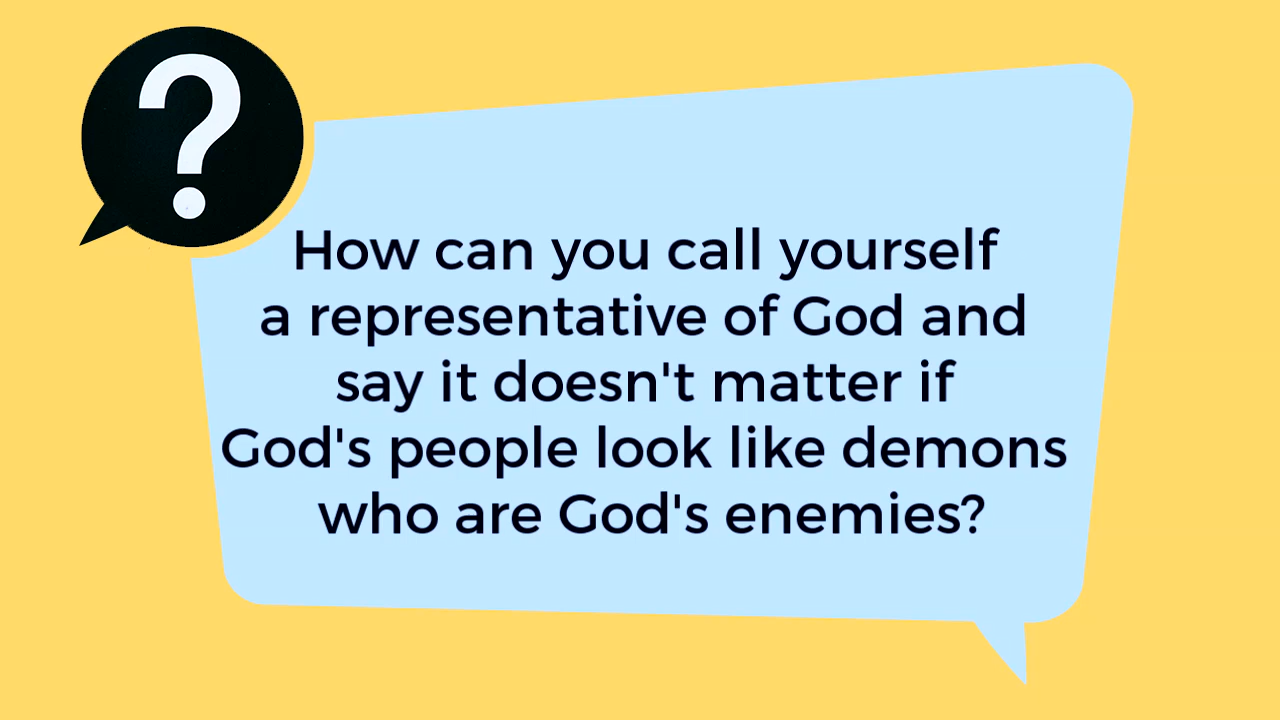 ?
How can you call yourself
a representative of God and
say it doesn't matter if
God's people look like demons
who are God's enemies?